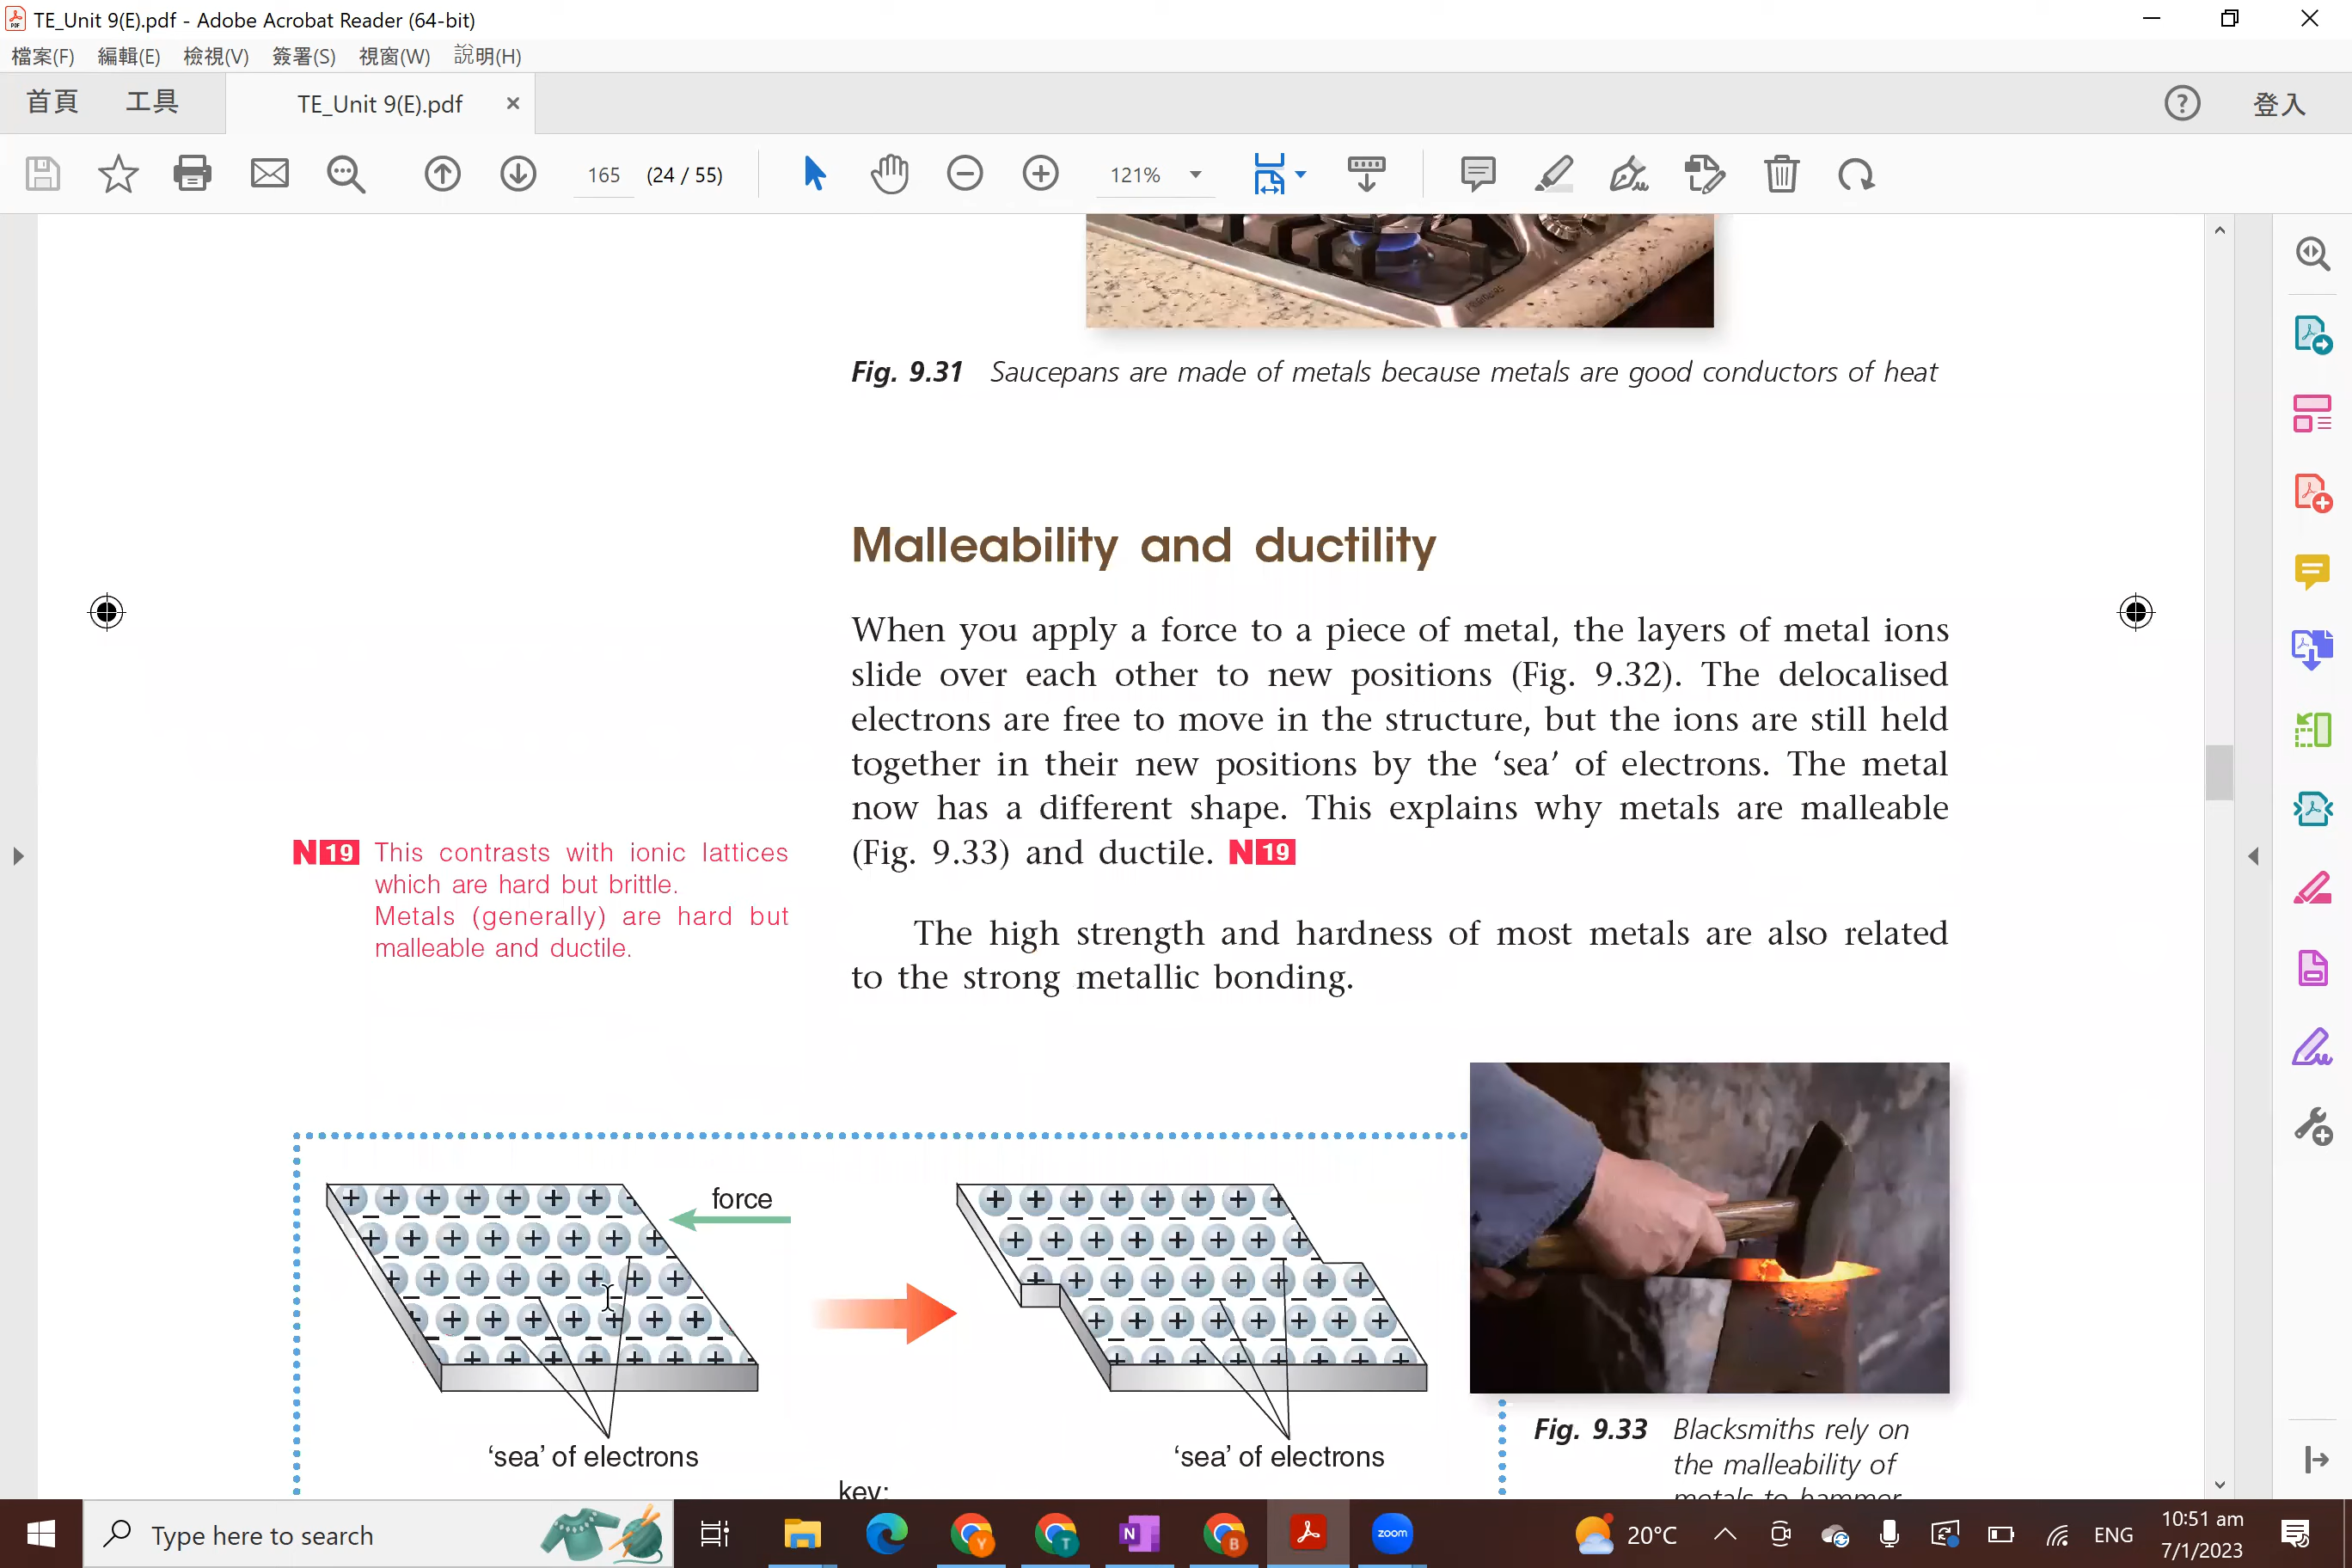 TE_Unit 9(E).pdf - Adobe Acrobat Reader (64-bit)
檔案(F) 編輯(E) 檢視(V) 簽署(S) 視窗(W) 說明(H)
首頁 工具 TE_Unit 9(E).pdf × ? 登入
165 (24 / 55) 121%
Fig. 9.31 Saucepans are made of metals because metals are good conductors of heat
Malleability and ductility
When you apply a force to a piece of metal, the layers of metal ions
slide over each other to new positions (Fig. 9.32). The delocalised
electrons are free to move in the structure, but the ions are still held
together in their new positions by the ‘sea’ of electrons. The metal
now has a different shape. This explains why metals are malleable
(Fig. 9.33) and ductile. N19
N19 This contrasts with ionic lattices
which are hard but brittle.
Metals (generally) are hard but
malleable and ductile.
The high strength and hardness of most metals are also related
to the strong metallic bonding.
force
‘sea’ of electrons
‘sea’ of electrons
key:
Fig. 9.33 Blacksmiths rely on
the malleability of
metals to hammer
Type here to search
N
Y
T
B
zoom
20°C
ENG
10:51 am
7/1/2023